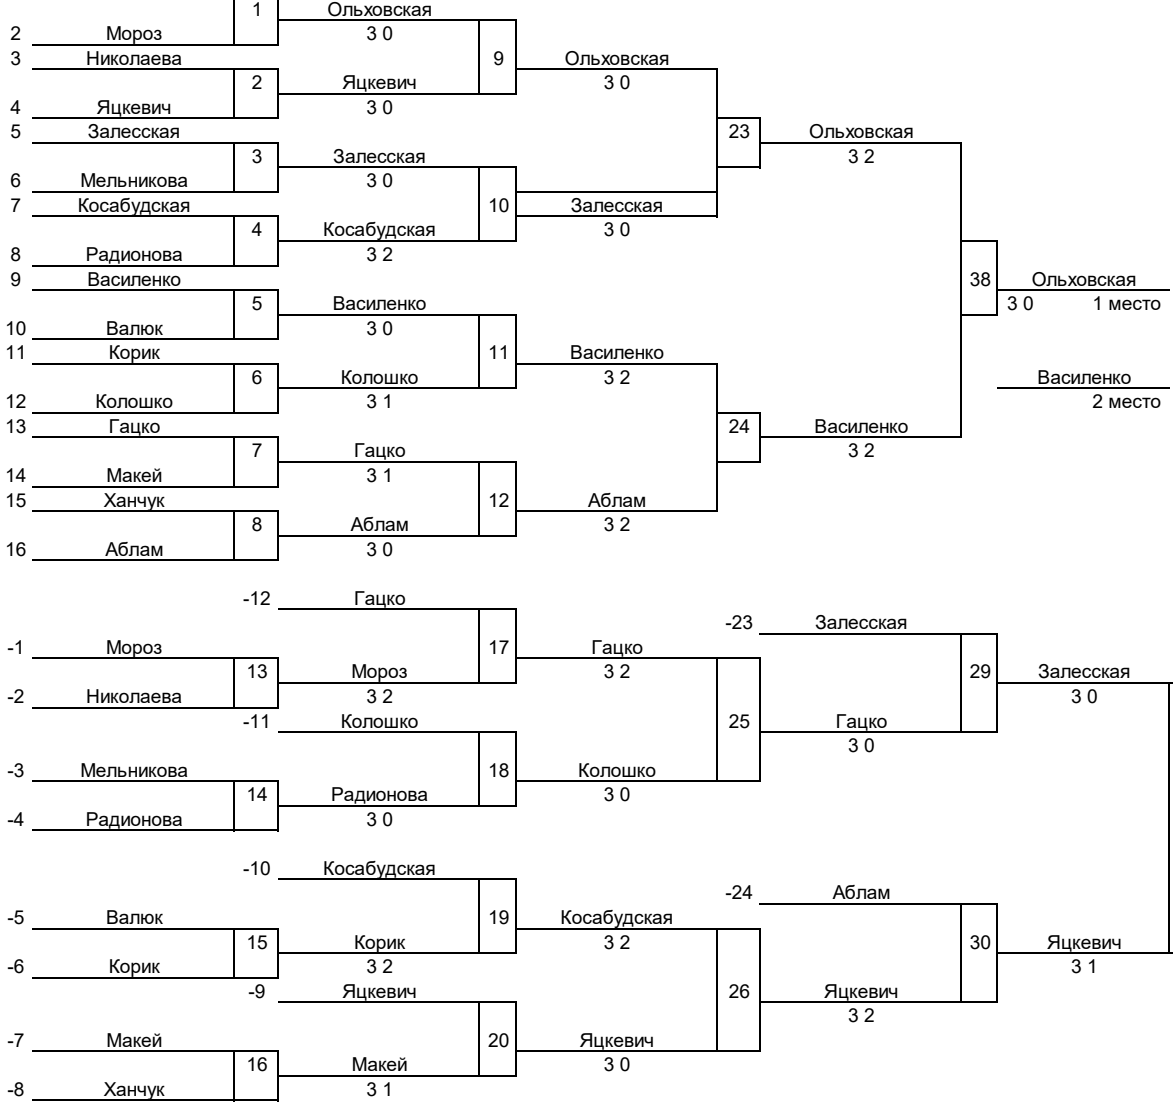 1 Ольховская
2 Мороз 3 0
3 Николаева 9 Ольховская
2 Яцкевич 3 0
4 Яцкевич 3 0
5 Залесская 23 Ольховская
3 Залесская 3 2
6 Мельникова 3 0
7 Косабудская 10 Залесская
4 Косабудская 3 0
8 Радионова 3 2
9 Василенко 38 Ольховская
5 Василенко 3 0 1 место
10 Валюк 3 0
11 Корик 11 Василенко
6 Колошко 3 2 Василенко
12 Колошко 3 1 2 место
13 Гацко 24 Василенко
7 Гацко 3 2
14 Макей 3 1
15 Ханчук 12 Аблам
8 Аблам 3 2
16 Аблам 3 0
-12 Гацко
-23 Залесская
-1 Мороз 17 Гацко
13 Мороз 3 2 29 Залесская
-2 Николаева 3 2 3 0
-11 Колошко 25 Гацко
3 0
-3 Мельникова 18 Колошко
14 Радионова 3 0
-4 Радионова 3 0
-10 Косабудская
-24 Аблам
-5 Валюк 19 Косабудская
15 Корик 3 2 30 Яцкевич
-6 Корик 3 2 3 1
-9 Яцкевич 26 Яцкевич
3 2
-7 Макей 20 Яцкевич
16 Макей 3 0
-8 Ханчук 3 1